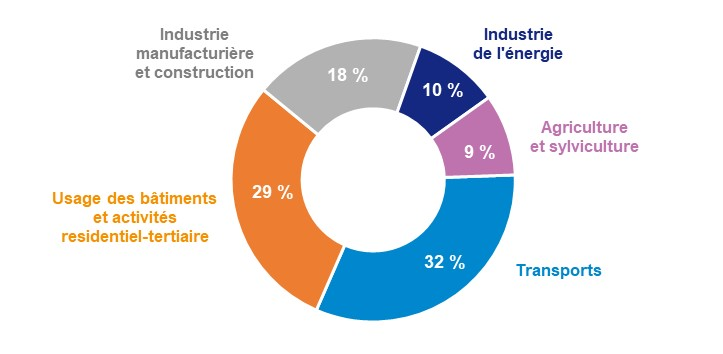 Industrie
manufacturière
et construction
18 %
Industrie
de l'énergie
10 %
Agriculture
et sylviculture
9 %
Usage des bâtiments
et activités
residentiel-tertiaire
29 %
32 %
Transports